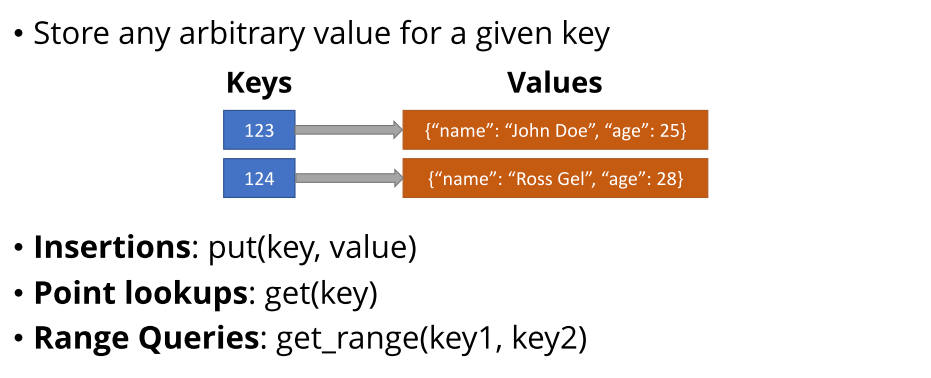 • Store any arbitrary value for a given key
Keys Values
123 {“name”: “John Doe”, “age”: 25}
124 {“name”: “Ross Gel”, “age”: 28}
• Insertions: put(key, value)
• Point lookups: get(key)
• Range Queries: get_range(key1, key2)